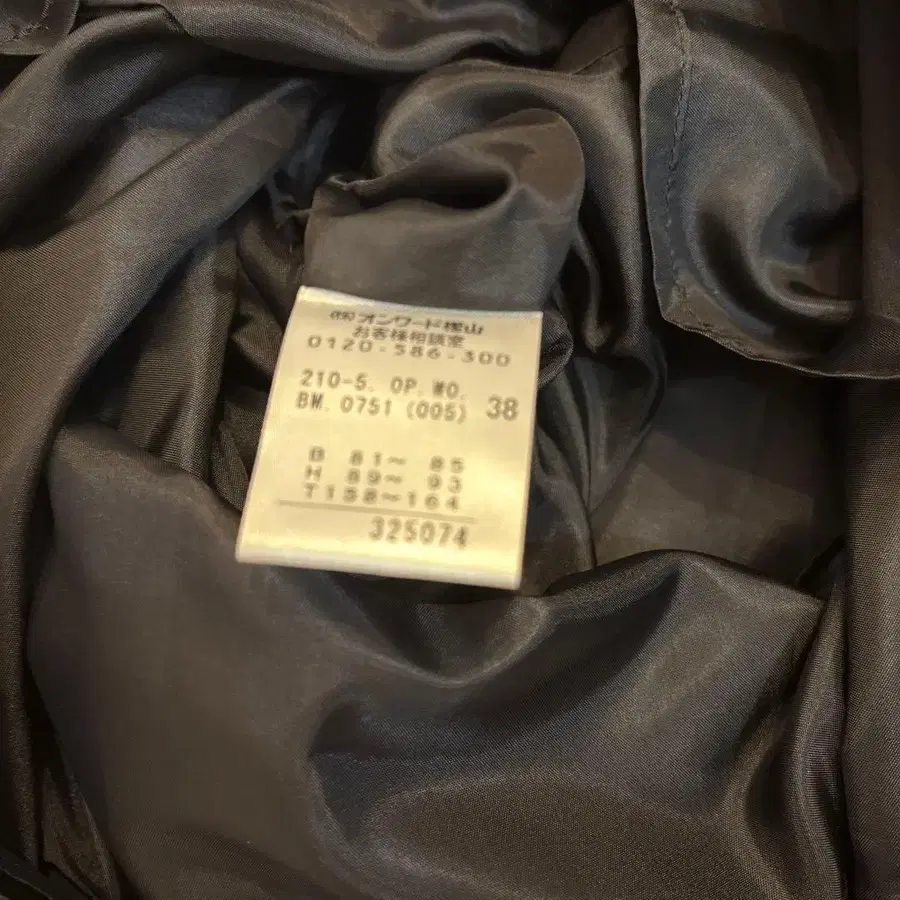 ㈱オンワード樫山
お客様相談室
0120-586-300
210-5. OP. WO.
BM. 0751 (005) 38
B 81～ 85
H 89～ 93
T158～164
325074